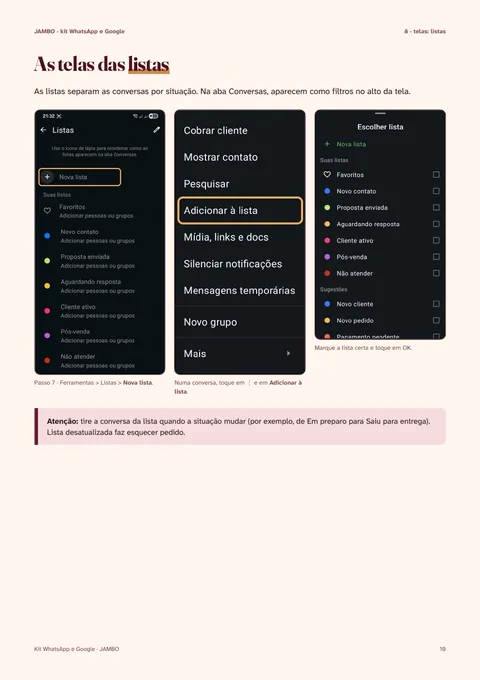 JAMBO · kit WhatsApp e Google
8 · telas: listas
As telas das listas
As listas separam as conversas por situação. Na aba Conversas, aparecem como filtros no alto da tela.
21:32
Listas
Use o ícone de lápis para reordenar como as
listas aparecem na aba Conversas.
Nova lista
Suas listas
Favoritos
Adicionar pessoas ou grupos
Novo contato
Adicionar pessoas ou grupos
Proposta enviada
Adicionar pessoas ou grupos
Aguardando resposta
Adicionar pessoas ou grupos
Cliente ativo
Adicionar pessoas ou grupos
Pós-venda
Adicionar pessoas ou grupos
Não atender
Adicionar pessoas ou grupos
Passo 7 · Ferramentas > Listas > Nova lista.
Cobrar cliente
Mostrar contato
Pesquisar
Adicionar à lista
Mídia, links e docs
Silenciar notificações
Mensagens temporárias
Novo grupo
Mais
Numa conversa, toque em ⋮ e em Adicionar à
lista.
Escolher lista
Nova lista
Suas listas
Favoritos
Novo contato
Proposta enviada
Aguardando resposta
Cliente ativo
Pós-venda
Não atender
Sugestões
Novo cliente
Novo pedido
Pagamento pendente
Marque a lista certa e toque em OK.
Atenção: tire a conversa da lista quando a situação mudar (por exemplo, de Em preparo para Saiu para entrega).
Lista desatualizada faz esquecer pedido.
Kit WhatsApp e Google · JAMBO
19